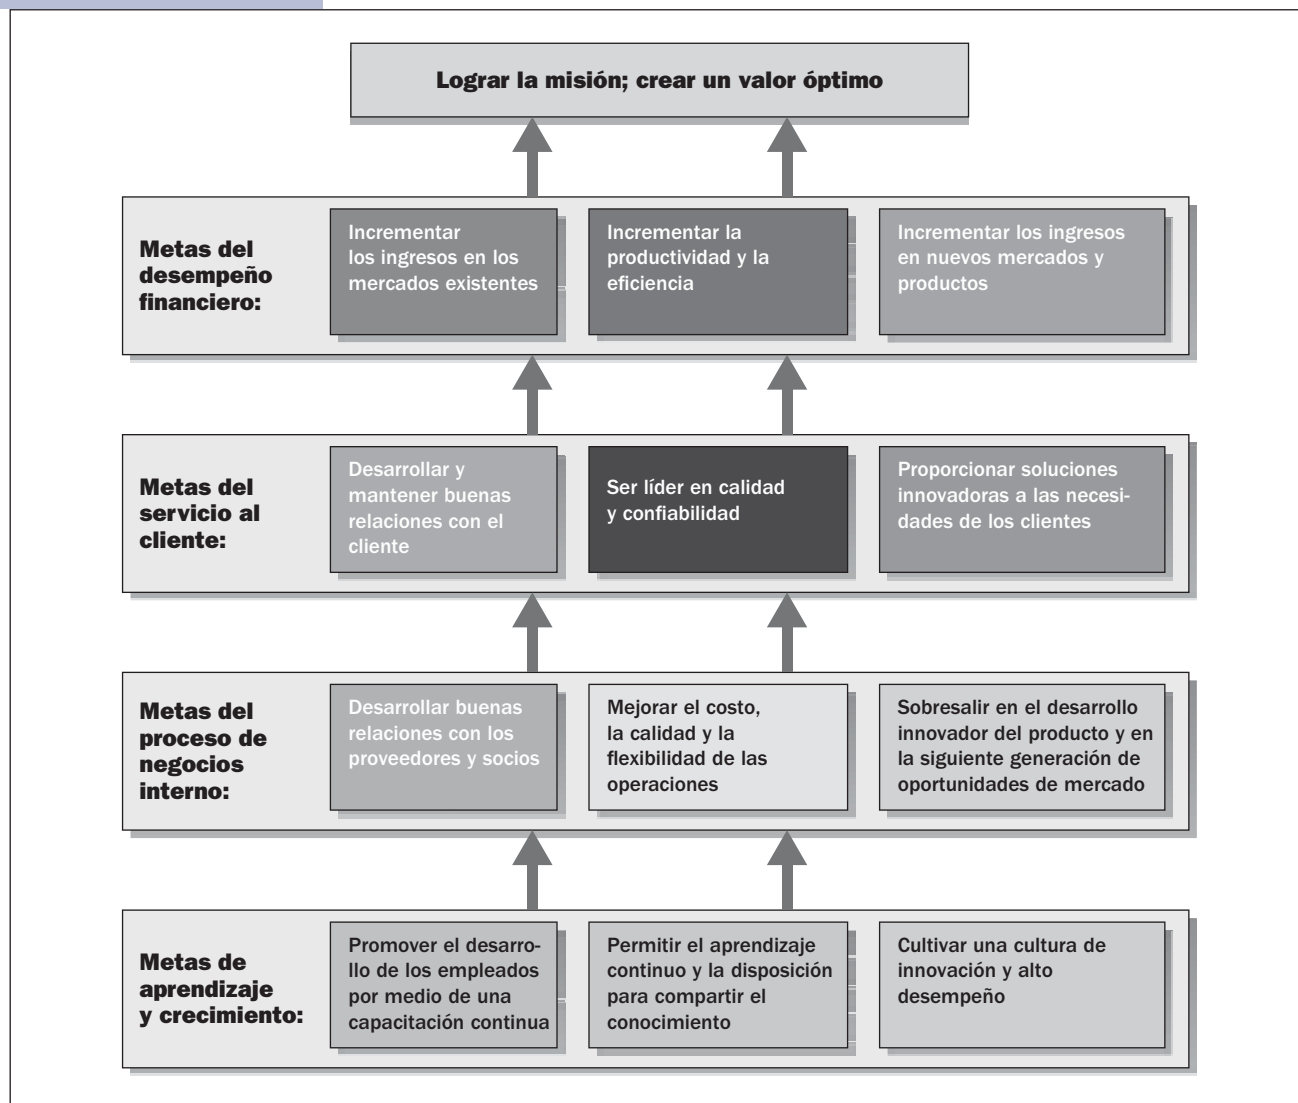 Lograr la misión; crear un valor óptimo
Metas del
desempeño
financiero:
Incrementar
los ingresos en los
mercados existentes
Incrementar la
productividad y la
eficiencia
Incrementar los ingresos
en nuevos mercados y
productos
Metas del
servicio al
cliente:
Desarrollar y
mantener buenas
relaciones con el
cliente
Ser líder en calidad
y confiabilidad
Proporcionar soluciones
innovadoras a las necesi-
dades de los clientes
Metas del
proceso de
negocios
interno:
Desarrollar buenas
relaciones con los
proveedores y socios
Mejorar el costo,
la calidad y la
flexibilidad de las
operaciones
Sobresalir en el desarrollo
innovador del producto y en
la siguiente generación de
oportunidades de mercado
Metas de
aprendizaje
y crecimiento:
Promover el desarro-
llo de los empleados
por medio de una
capacitación continua
Permitir el aprendizaje
continuo y la disposición
para compartir el
conocimiento
Cultivar una cultura de
innovación y alto
desempeño